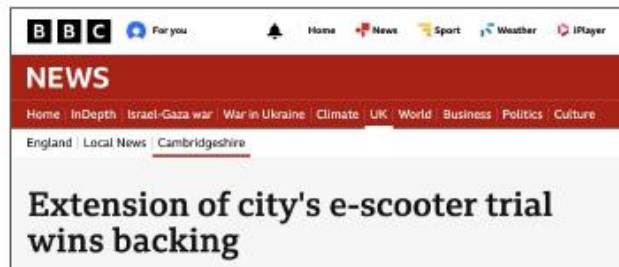 BBC For you Home News Sport Weather iPlayer
NEWS
Home InDepth Israel-Gaza war War in Ukraine Climate UK World Business Politics Culture
England Local News Cambridgeshire
Extension of city's e-scooter trial
wins backing